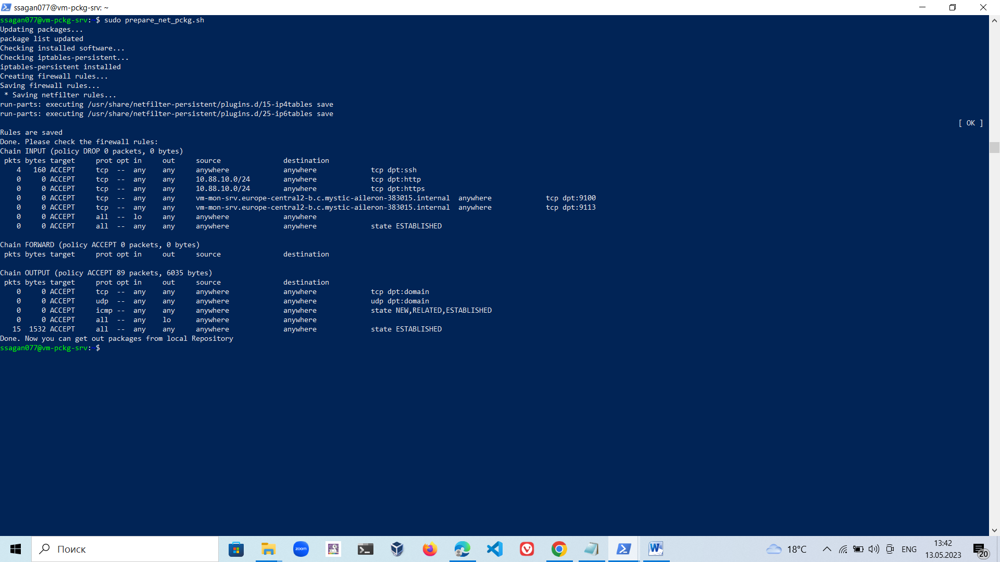 ssagan077@vm-pckg-srv: ~
ssagan077@vm-pckg-srv: $ sudo prepare_net_pckg.sh
Updating packages...
package list updated
Checking installed software...
Checking iptables-persistent...
iptables-persistent installed
Creating firewall rules...
Saving firewall rules...
 * Saving netfilter rules...
run-parts: executing /usr/share/netfilter-persistent/plugins.d/15-ip4tables save
run-parts: executing /usr/share/netfilter-persistent/plugins.d/25-ip6tables save
[ OK ]
Rules are saved
Done. Please check the firewall rules:
Chain INPUT (policy DROP 0 packets, 0 bytes)
 pkts bytes target     prot opt in     out     source               destination
    4   160 ACCEPT     tcp  --  any    any     anywhere             anywhere             tcp dpt:ssh
    0     0 ACCEPT     tcp  --  any    any     10.88.10.0/24        anywhere             tcp dpt:http
    0     0 ACCEPT     tcp  --  any    any     10.88.10.0/24        anywhere             tcp dpt:https
    0     0 ACCEPT     tcp  --  any    any     vm-mon-srv.europe-central2-b.c.mystic-aileron-383015.internal  anywhere             tcp dpt:9100
    0     0 ACCEPT     tcp  --  any    any     vm-mon-srv.europe-central2-b.c.mystic-aileron-383015.internal  anywhere             tcp dpt:9113
    0     0 ACCEPT     all  --  lo     any     anywhere             anywhere
    0     0 ACCEPT     all  --  any    any     anywhere             anywhere             state ESTABLISHED
Chain FORWARD (policy ACCEPT 0 packets, 0 bytes)
 pkts bytes target     prot opt in     out     source               destination
Chain OUTPUT (policy ACCEPT 89 packets, 6035 bytes)
 pkts bytes target     prot opt in     out     source               destination
    0     0 ACCEPT     tcp  --  any    any     anywhere             anywhere             tcp dpt:domain
    0     0 ACCEPT     udp  --  any    any     anywhere             anywhere             udp dpt:domain
    0     0 ACCEPT     icmp --  any    any     anywhere             anywhere             state NEW,RELATED,ESTABLISHED
    0     0 ACCEPT     all  --  any    lo      anywhere             anywhere
   15  1532 ACCEPT     all  --  any    any     anywhere             anywhere             state ESTABLISHED
Done. Now you can get out packages from local Repository
ssagan077@vm-pckg-srv: $
Поиск
zoom
18°C
ENG
13:42
13.05.2023
20